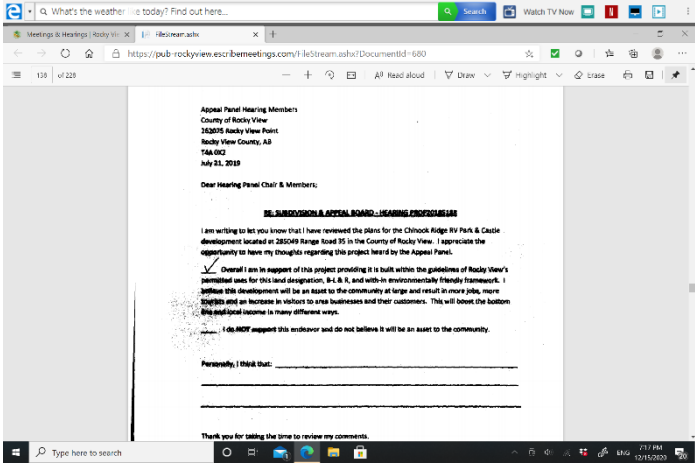 What's the weather like today? Find out here...
Search
Watch TV Now
Meetings & Hearings | Rocky Vie
FileStream.ashx
https://pub-rockyview.escribemeetings.com/FileStream.ashx?DocumentId=680
138 of 226
Read aloud
Draw
Highlight
Erase
Appeal Panel Hearing Members
County of Rocky View
262075 Rocky View Point
Rocky View County, AB
T4A 0X2
July 21, 2019
Dear Hearing Panel Chair & Members;
RE: SUBDIVISION & APPEAL BOARD - HEARING
I am writing to let you know that I have reviewed the plans for the Chinook Ridge RV Park & Castle
development located at 285049 Range Road 35 in the County of Rocky View. I appreciate the
opportunity to have my thoughts regarding this project heard by the Appeal Panel.
Overall I am in support of this project providing it is built within the guidelines of Rocky View's
permitted uses for this land designation, B-L & R, and with-in environmentally friendly framework. I
believe this development will be an asset to the community at large and result in more jobs, more
tourists and an increase in visitors to area businesses and their customers. This will boost the bottom
line and local income in many different ways.
I do NOT support this endeavor and do not believe it will be an asset to the community.
Personally, I think that:
Thank you for taking the time to review my comments.
Type here to search
ENG
7:17 PM
12/15/2020
20